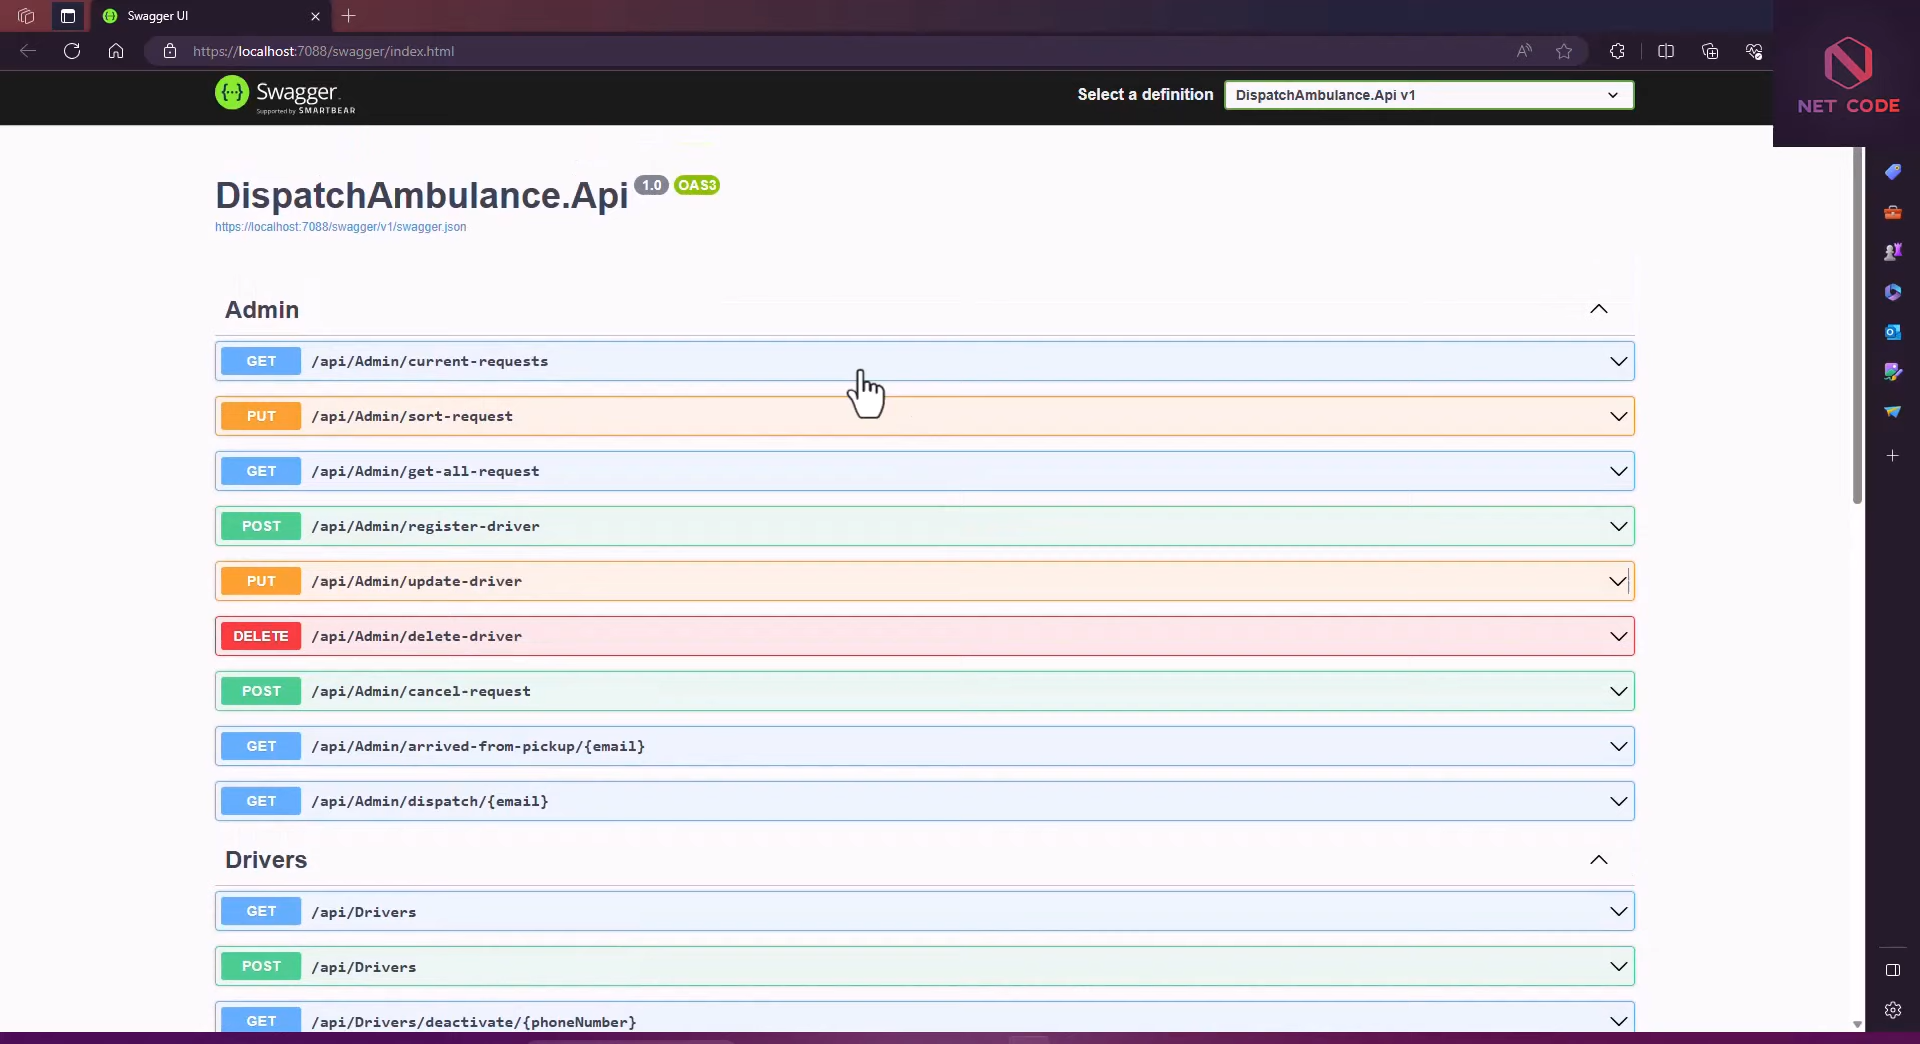 Swagger UI
https://localhost:7088/swagger/index.html
NET CODE
Swagger.
Supported by SMARTBEAR
Select a definition
DispatchAmbulance.Api v1
DispatchAmbulance.Api 1.0 OAS3
https://localhost:7088/swagger/v1/swagger.json
Admin
GET /api/Admin/current-requests
PUT /api/Admin/sort-request
GET /api/Admin/get-all-request
POST /api/Admin/register-driver
PUT /api/Admin/update-driver
DELETE /api/Admin/delete-driver
POST /api/Admin/cancel-request
GET /api/Admin/arrived-from-pickup/{email}
GET /api/Admin/dispatch/{email}
Drivers
GET /api/Drivers
POST /api/Drivers
GET /api/Drivers/deactivate/{phoneNumber}